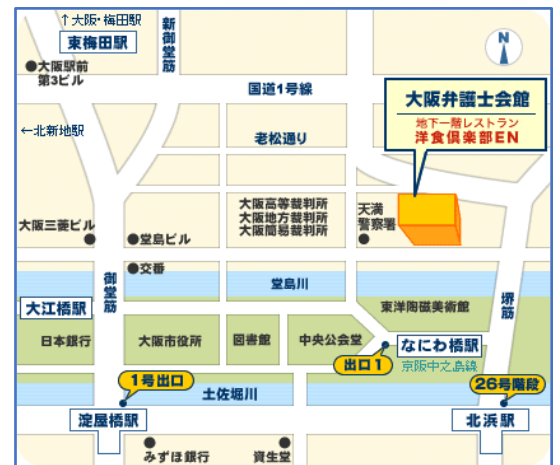 ↑大阪・梅田駅
東梅田駅
新御堂筋
N
●大阪駅前
第3ビル
国道1号線
大阪弁護士会館
地下一階レストラン
洋食倶楽部EN
←北新地駅
老松通り
大阪高等裁判所
大阪地方裁判所
大阪簡易裁判所
天満
警察署
大阪三菱ビル
●堂島ビル
●交番
御堂筋
堂島川
堺筋
大江橋駅
東洋陶磁美術館
日本銀行
大阪市役所
図書館
中央公会堂
なにわ橋駅
出口1
京阪中之島線
1号出口
土佐堀川
26号階段
淀屋橋駅
北浜駅
みずほ銀行
資生堂